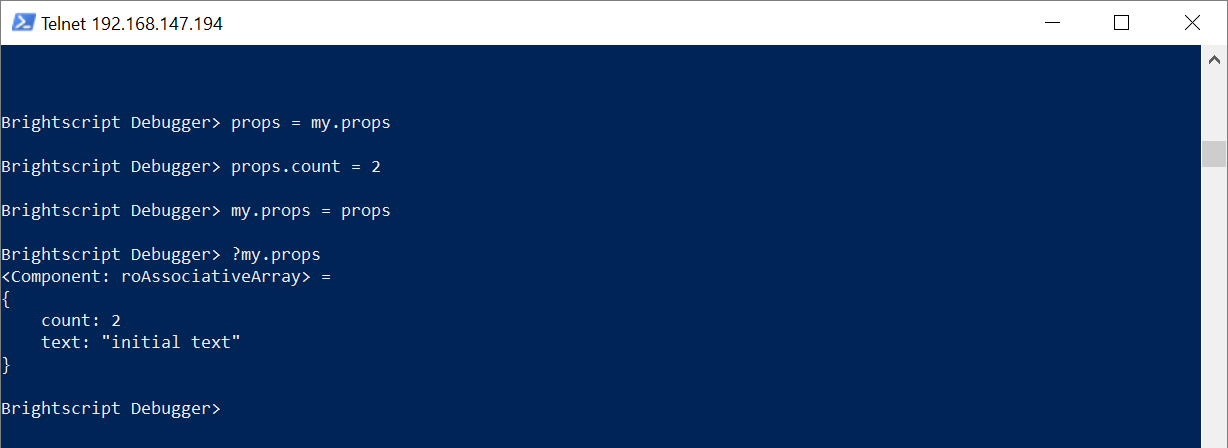 Telnet 192.168.147.194
Brightscript Debugger> props = my.props
Brightscript Debugger> props.count = 2
Brightscript Debugger> my.props = props
Brightscript Debugger> ?my.props
<Component: roAssociativeArray> =
{
    count: 2
    text: "initial text"
}
Brightscript Debugger>